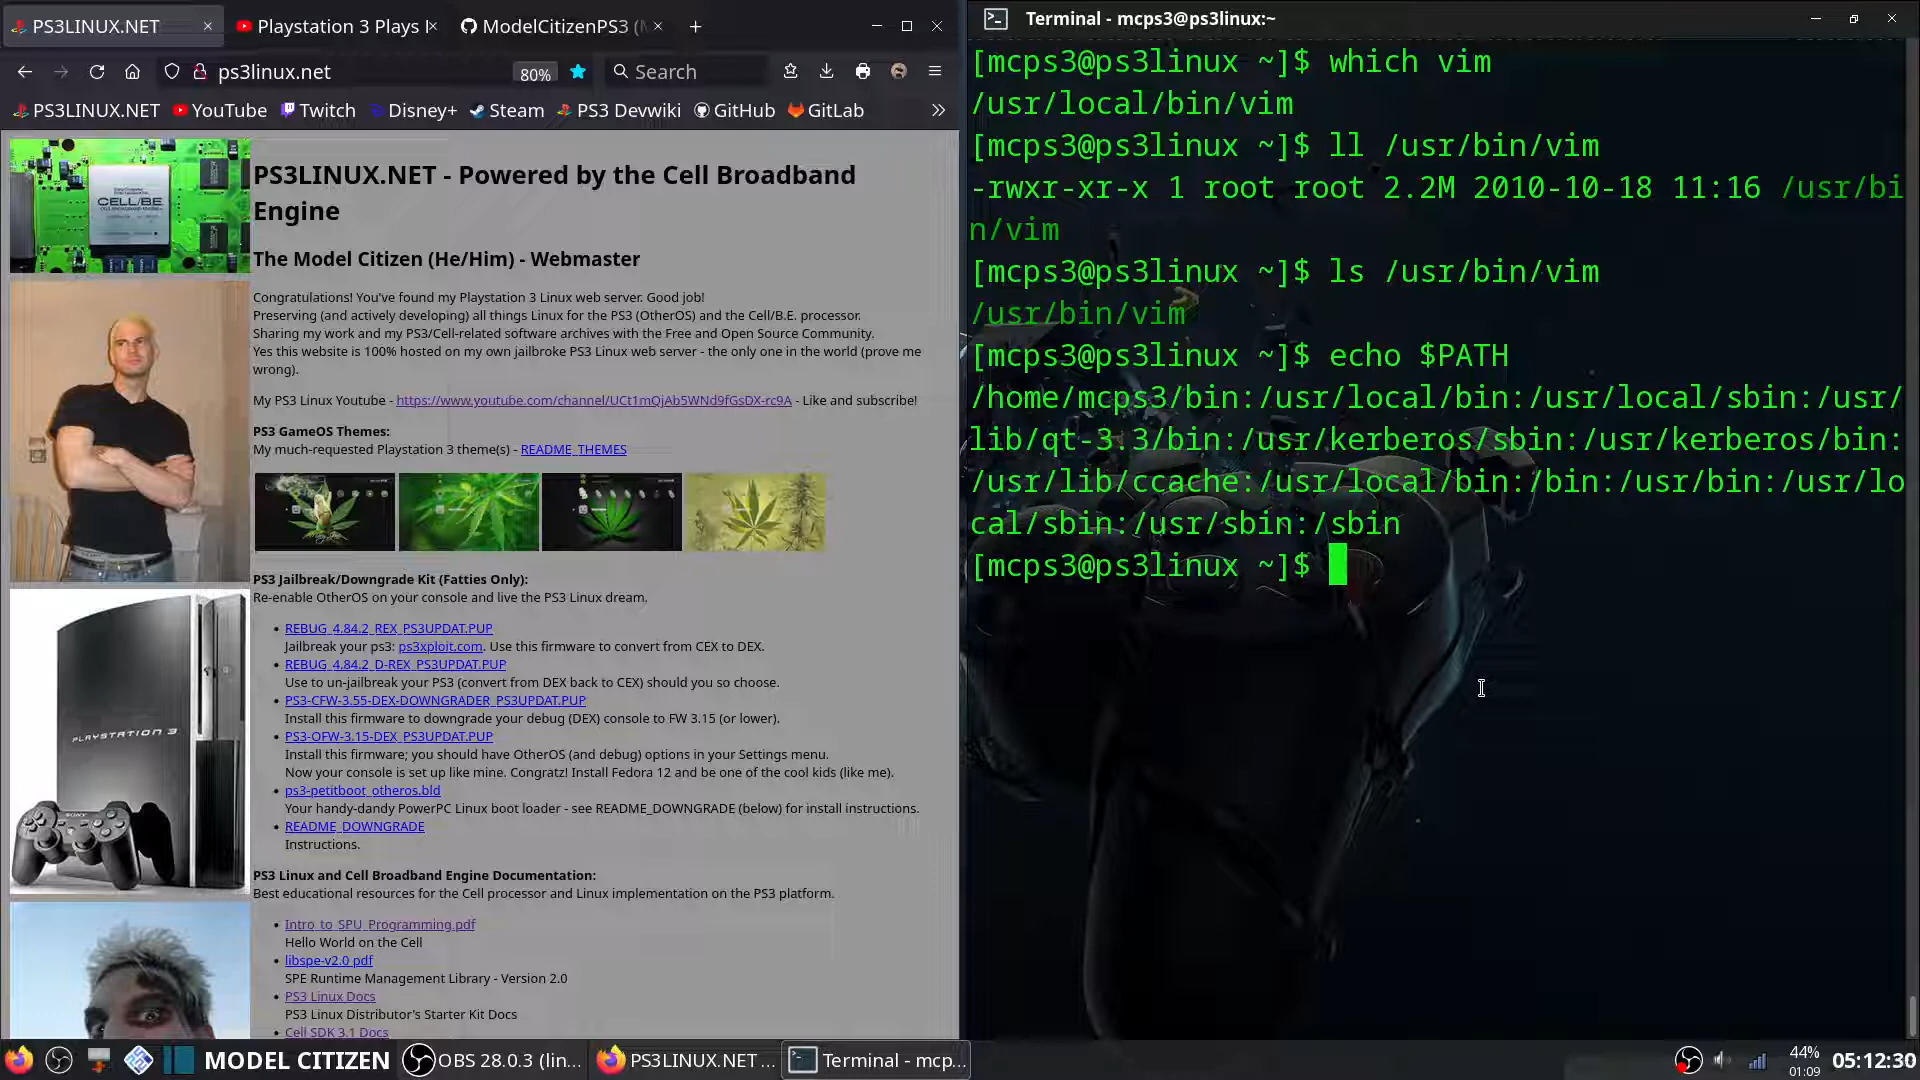 PS3LINUX.NET
Playstation 3 Plays
ModelCitizenPS3 (
ps3linux.net
80%
Search
PS3LINUX.NET
YouTube
Twitch
Disney+
Steam
PS3 Devwiki
GitHub
GitLab
CELL/BE
PS3LINUX.NET - Powered by the Cell Broadband
Engine
The Model Citizen (He/Him) - Webmaster
Congratulations! You've found my Playstation 3 Linux web server. Good job!
Preserving (and actively developing) all things Linux for the PS3 (OtherOS) and the Cell/B.E. processor.
Sharing my work and my PS3/Cell-related software archives with the Free and Open Source Community.
Yes this website is 100% hosted on my own jailbroke PS3 Linux web server - the only one in the world (prove me
wrong).
My PS3 Linux Youtube - https://www.youtube.com/channel/UCt1mQjAb5WNd9fGsDX-rc9A - Like and subscribe!
PS3 GameOS Themes:
My much-requested Playstation 3 theme(s) - README_THEMES
PS3 Jailbreak/Downgrade Kit (Fatties Only):
Re-enable OtherOS on your console and live the PS3 Linux dream.
REBUG_4.84.2_REX_PS3UPDAT.PUP
Jailbreak your ps3: ps3xploit.com. Use this firmware to convert from CEX to DEX.
REBUG_4.84.2_D-REX_PS3UPDAT.PUP
Use to un-jailbreak your PS3 (convert from DEX back to CEX) should you so choose.
PS3-CFW-3.55-DEX-DOWNGRADER_PS3UPDAT.PUP
Install this firmware to downgrade your debug (DEX) console to FW 3.15 (or lower).
PS3-OFW-3.15-DEX_PS3UPDAT.PUP
Install this firmware; you should have OtherOS (and debug) options in your Settings menu.
Now your console is set up like mine. Congratz! Install Fedora 12 and be one of the cool kids (like me).
ps3-petitboot_otheros.bld
Your handy-dandy PowerPC Linux boot loader - see README_DOWNGRADE (below) for install instructions.
README_DOWNGRADE
Instructions.
PLAYSTATION 3
PS3 Linux and Cell Broadband Engine Documentation:
Best educational resources for the Cell processor and Linux implementation on the PS3 platform.
Intro_to_SPU_Programming.pdf
Hello World on the Cell
libspe-v2.0 pdf
SPE Runtime Management Library - Version 2.0
PS3 Linux Docs
PS3 Linux Distributor's Starter Kit Docs
Cell SDK 3.1 Docs
Terminal - mcps3@ps3linux:~
[mcps3@ps3linux ~]$ which vim
/usr/local/bin/vim
[mcps3@ps3linux ~]$ ll /usr/bin/vim
-rwxr-xr-x 1 root root 2.2M 2010-10-18 11:16 /usr/bi
n/vim
[mcps3@ps3linux ~]$ ls /usr/bin/vim
/usr/bin/vim
[mcps3@ps3linux ~]$ echo $PATH
/home/mcps3/bin:/usr/local/bin:/usr/local/sbin:/usr/
lib/qt-3.3/bin:/usr/kerberos/sbin:/usr/kerberos/bin:
/usr/lib/ccache:/usr/local/bin:/bin:/usr/bin:/usr/lo
cal/sbin:/usr/sbin:/sbin
[mcps3@ps3linux ~]$
MODEL CITIZEN
OBS 28.0.3 (lin...
PS3LINUX.NET ...
Terminal - mcp...
44%
01:09
05:12:30